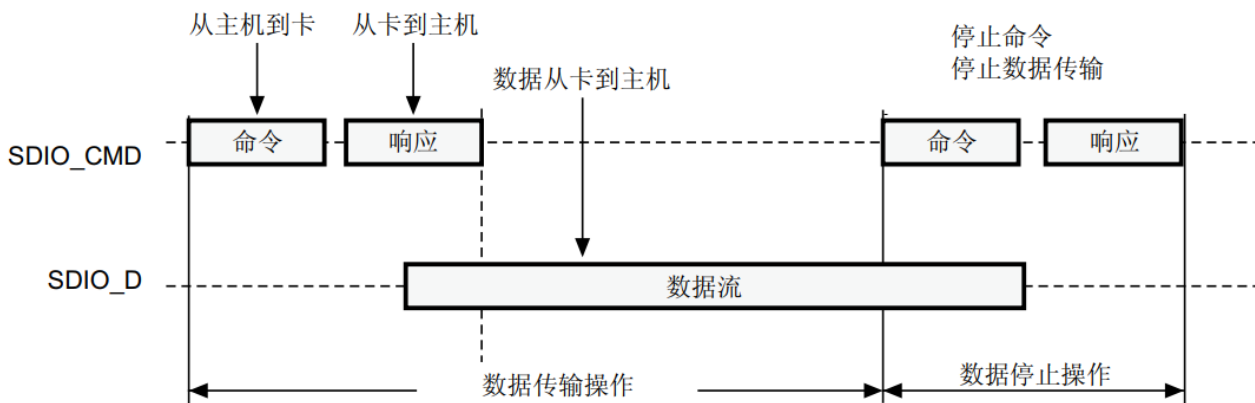 从主机到卡
从卡到主机
停止命令
停止数据传输
数据从卡到主机
SDIO_CMD
命令
响应
命令
响应
SDIO_D
数据流
数据传输操作
数据停止操作